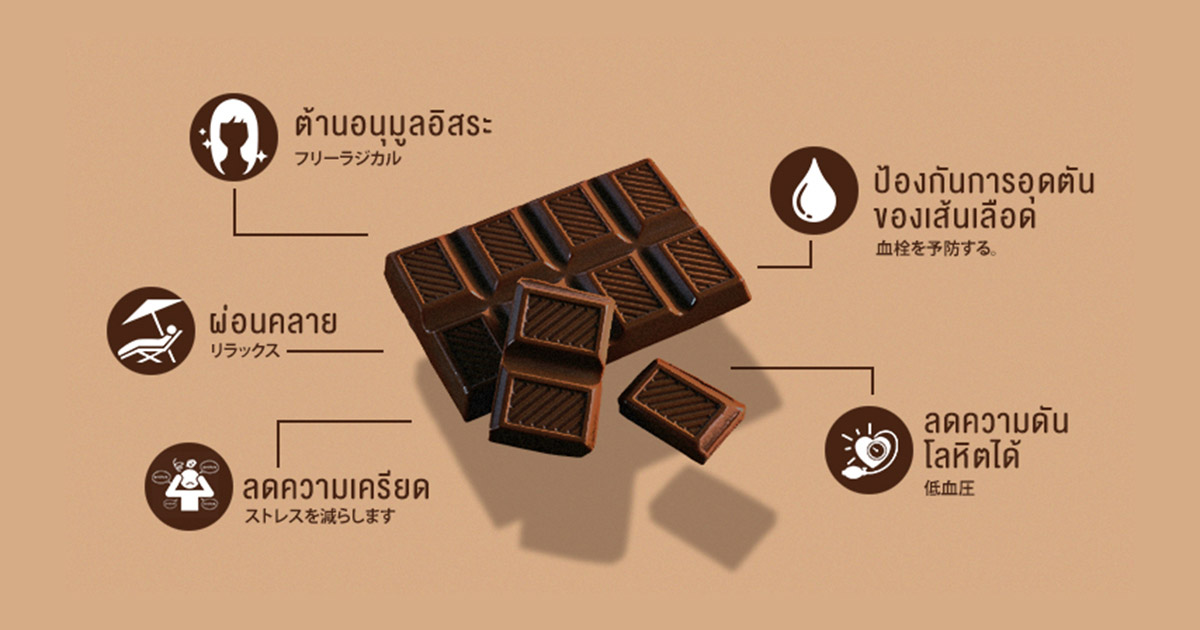 ต้านอนุมูลอิสระ
フリーラジカル
ป้องกันการอุดตัน
ของเส้นเลือด
血栓を予防する。
ผ่อนคลาย
リラックス
ลดความดัน
โลหิตได้
低血圧
ลดความเครียด
ストレスを減らします